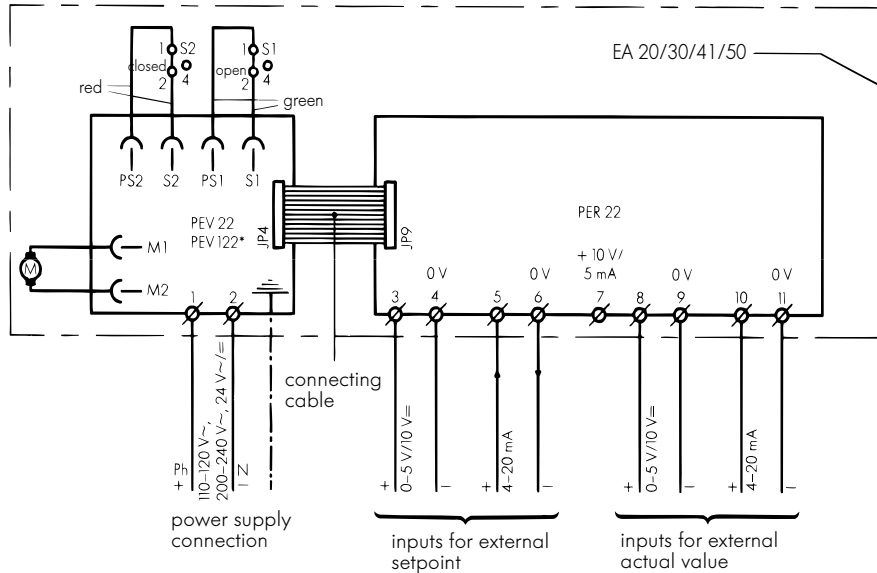 EA 20/30/41/50
1 S2
closed
2 4
1 S1
open
2 4
red
green
PS2 S2 PS1 S1
PEV 22
PEV 122*
JP4
JP9
PER 22
M
M1
M2
+ 10 V/
5 mA
0 V 0 V 0 V 0 V
1 2
3 4 5 6 7 8 9 10 11
connecting
cable
Ph
+
110–120 V~,
200–240 V~, 24 V~/=
N
–
+ 0–5 V/10 V= –
+ 4–20 mA –
+ 0–5 V/10 V= –
+ 4–20 mA –
power supply
connection
inputs for external
setpoint
inputs for external
actual value